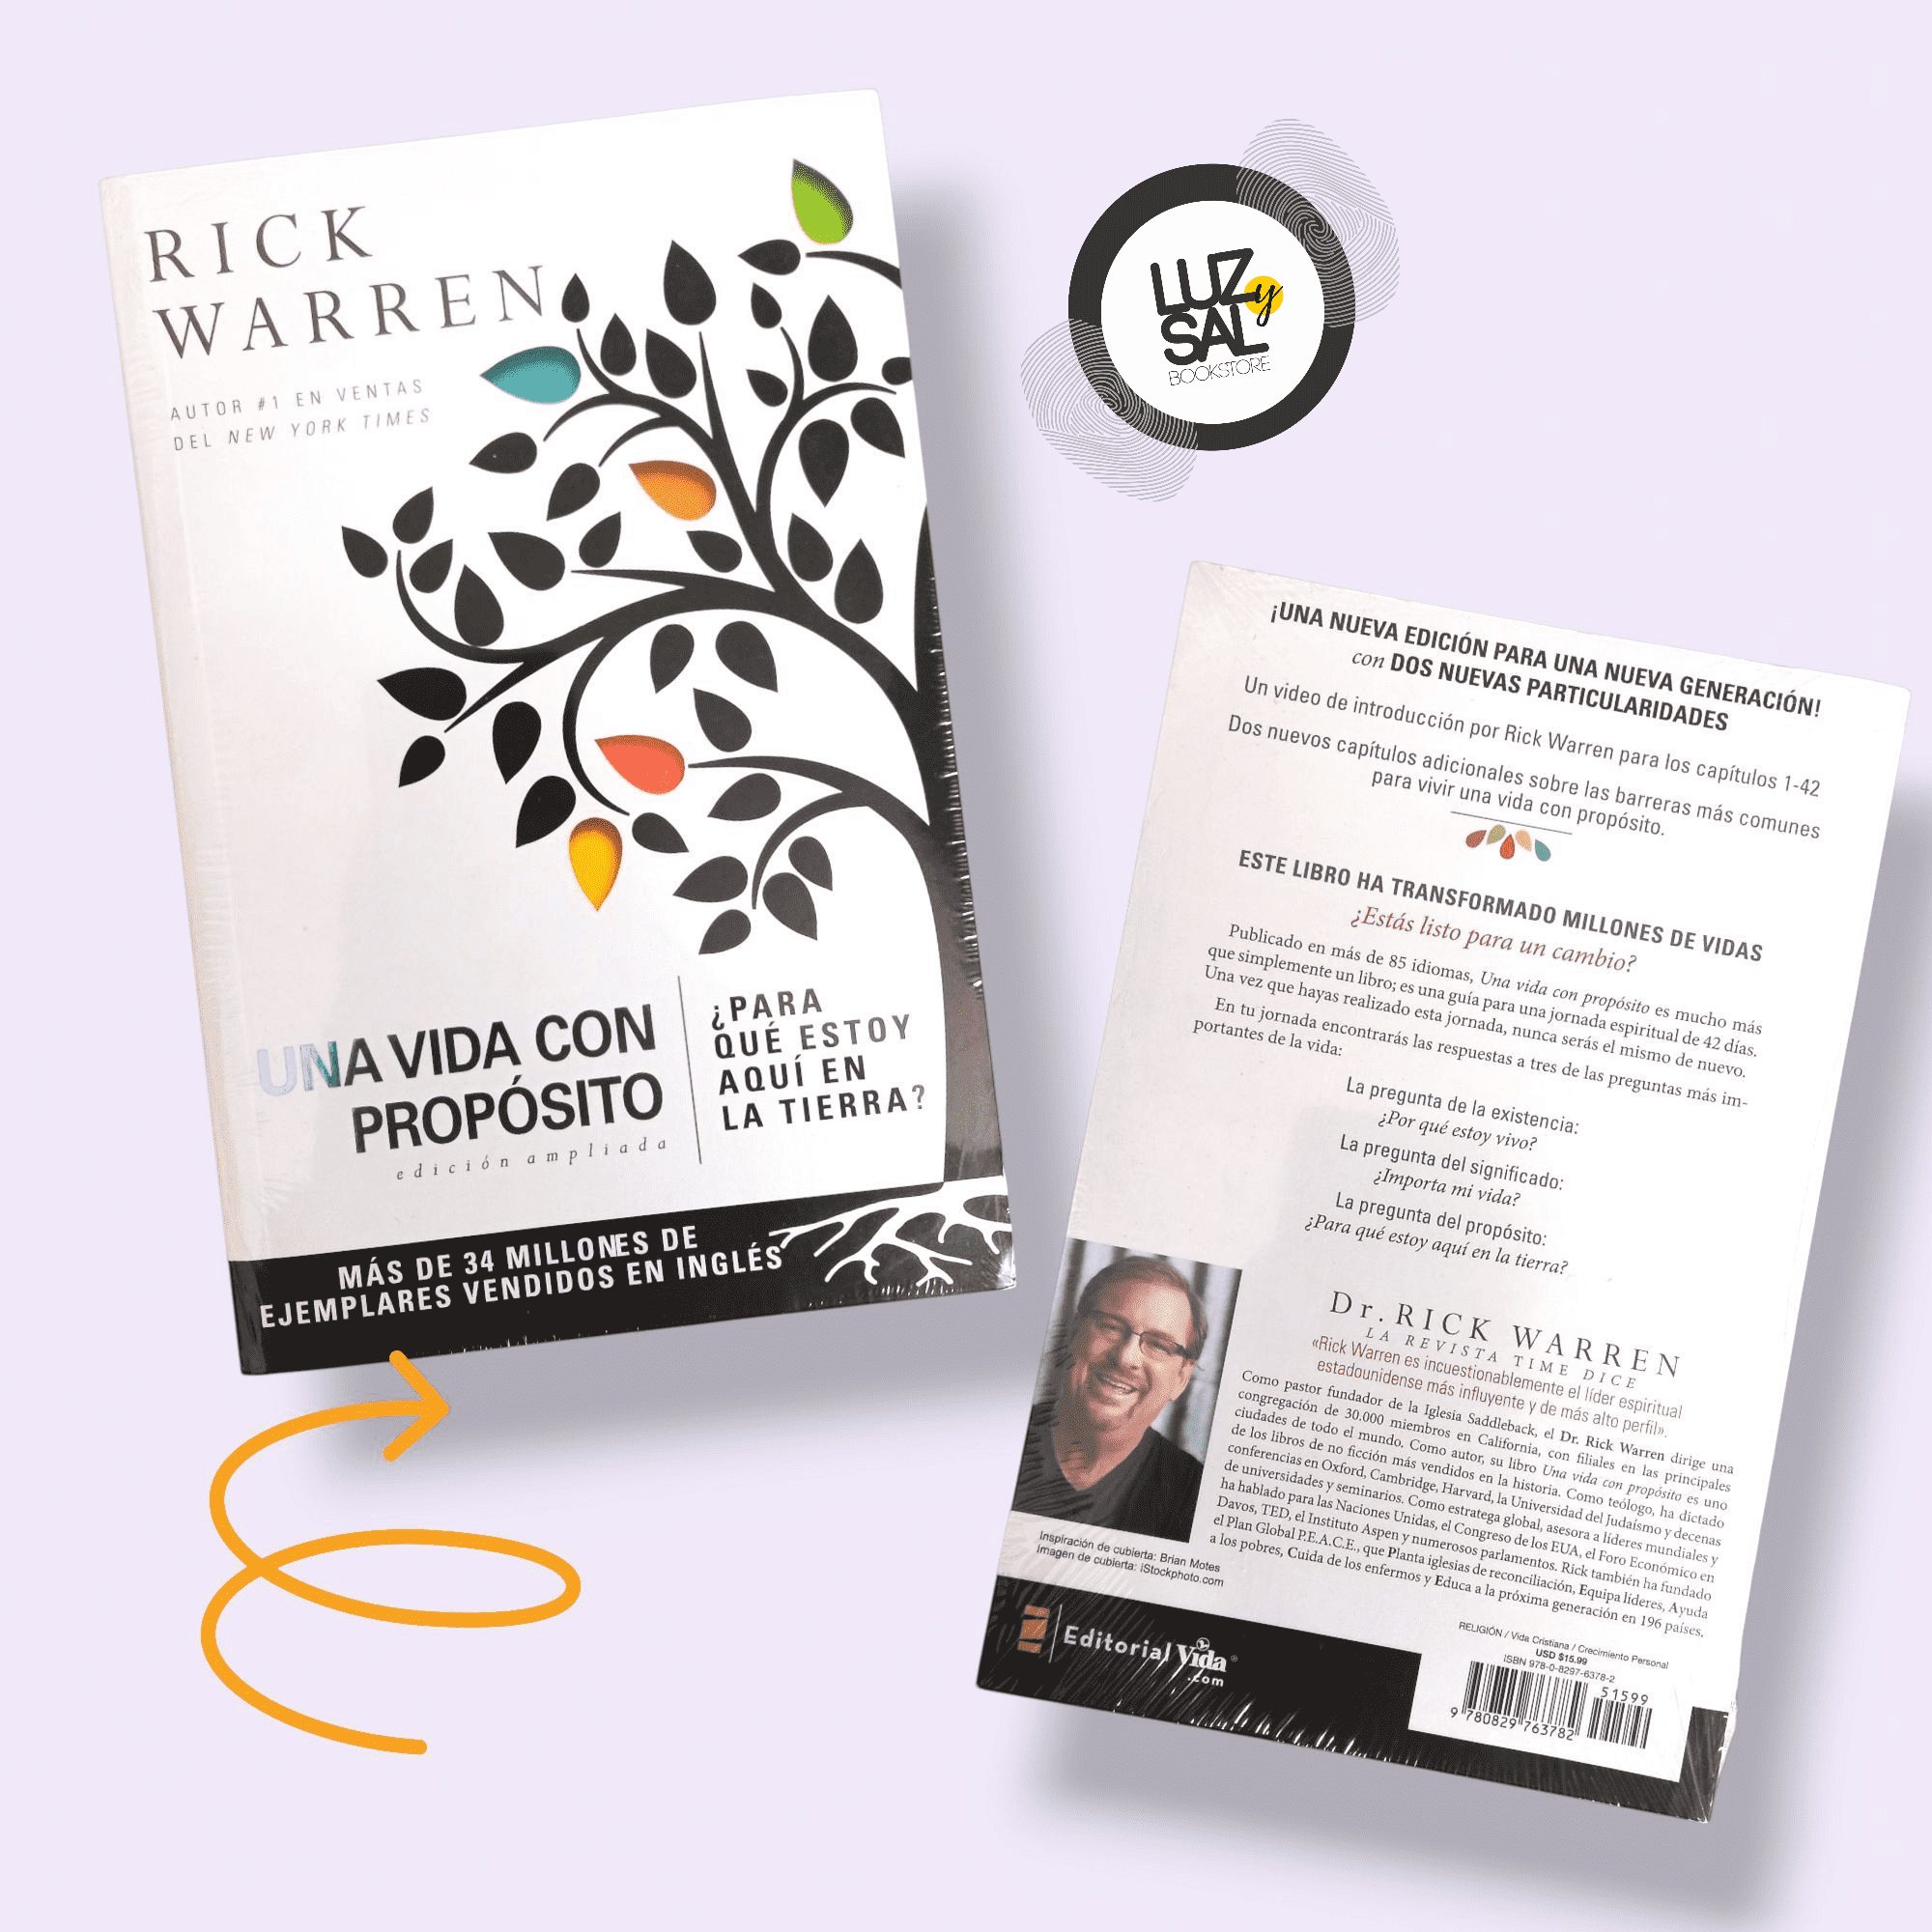 RICK
WARREN
AUTOR #1 EN VENTAS
DEL NEW YORK TIMES
UNA VIDA CON
PROPÓSITO
edición ampliada
¿PARA
QUÉ ESTOY
AQUÍ EN
LA TIERRA?
MÁS DE 34 MILLONES DE
EJEMPLARES VENDIDOS EN INGLÉS
LUZ y
SAL
BOOKSTORE
¡UNA NUEVA EDICIÓN PARA UNA NUEVA GENERACIÓN!
con DOS NUEVAS PARTICULARIDADES
Un video de introducción por Rick Warren para los capítulos 1-42
Dos nuevos capítulos adicionales sobre las barreras más comunes
para vivir una vida con propósito.
ESTE LIBRO HA TRANSFORMADO MILLONES DE VIDAS
¿Estás listo para un cambio?
Publicado en más de 85 idiomas, Una vida con propósito es mucho más
que simplemente un libro; es una guía para una jornada espiritual de 42 días.
Una vez que hayas realizado esta jornada, nunca serás el mismo de nuevo.
En tu jornada encontrarás las respuestas a tres de las preguntas más im-
portantes de la vida:
La pregunta de la existencia:
¿Por qué estoy vivo?
La pregunta del significado:
¿Importa mi vida?
La pregunta del propósito:
¿Para qué estoy aquí en la tierra?
Dr. RICK WARREN
LA REVISTA TIME DICE
«Rick Warren es incuestionablemente el líder espiritual
estadounidense más influyente y de más alto perfil».
Como pastor fundador de la Iglesia Saddleback, el Dr. Rick Warren dirige una
congregación de 30.000 miembros en California, con filiales en las principales
ciudades de todo el mundo. Como autor, su libro Una vida con propósito es uno
de los libros de no ficción más vendidos en la historia. Como teólogo, ha dictado
conferencias en Oxford, Cambridge, Harvard, la Universidad del Judaísmo y decenas
de universidades y seminarios. Como estratega global, asesora a líderes mundiales y
ha hablado para las Naciones Unidas, el Congreso de los EUA, el Foro Económico en
Davos, TED, el Instituto Aspen y numerosos parlamentos. Rick también ha fundado
el Plan Global P.E.A.C.E., que Planta iglesias de reconciliación, Equipa líderes, Ayuda
a los pobres, Cuida de los enfermos y Educa a la próxima generación en 196 países.
Inspiración de cubierta: Brian Motes
Imagen de cubierta: iStockphoto.com
Editorial Vida®
.com
RELIGIÓN / Vida Cristiana / Crecimiento Personal
USD $15.99
ISBN 978-0-8297-6378-2
51599
9 780829 763782